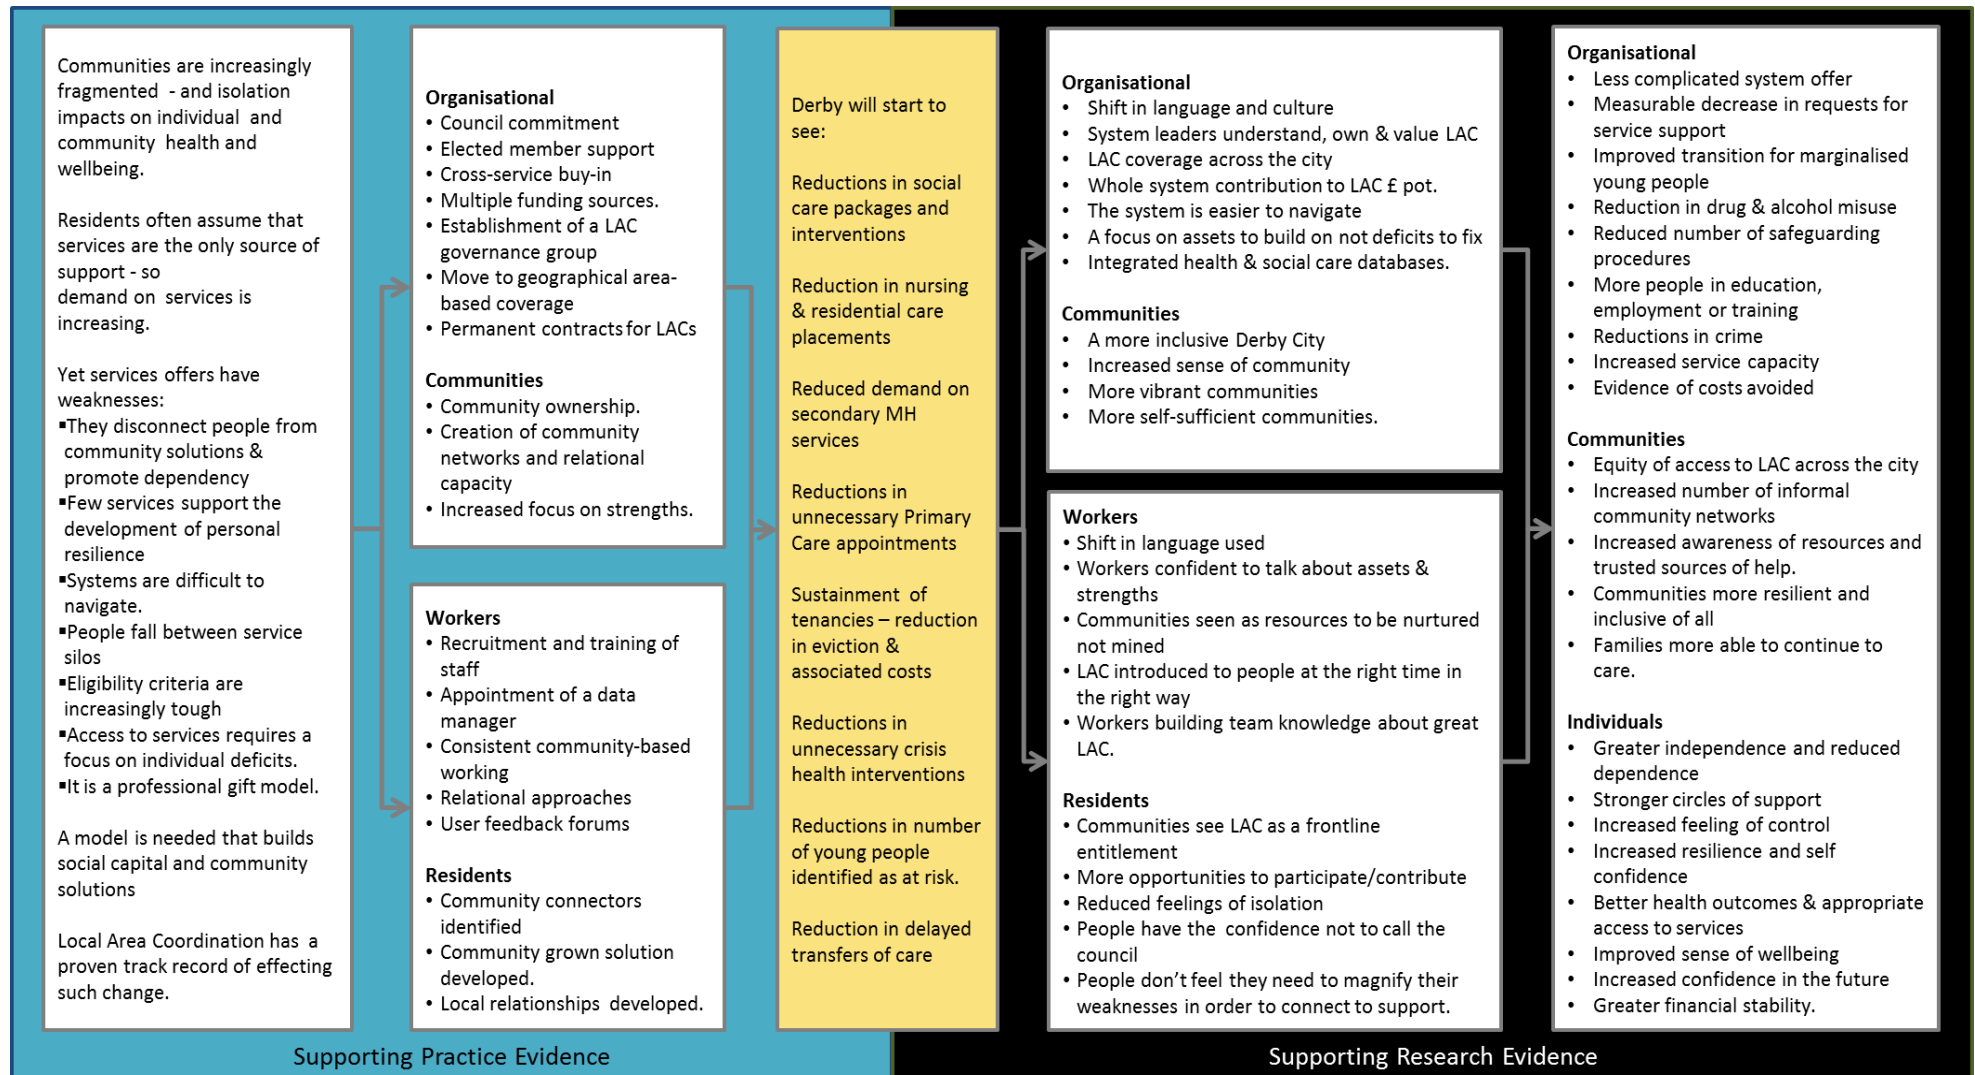 Communities are increasingly
fragmented - and isolation
impacts on individual and
community health and
wellbeing.
Residents often assume that
services are the only source of
support - so
demand on services is
increasing.
Yet services offers have
weaknesses:
▪They disconnect people from
community solutions &
promote dependency
▪Few services support the
development of personal
resilience
▪Systems are difficult to
navigate.
▪People fall between service
silos
▪Eligibility criteria are
increasingly tough
▪Access to services requires a
focus on individual deficits.
▪It is a professional gift model.
A model is needed that builds
social capital and community
solutions
Local Area Coordination has a
proven track record of effecting
such change.
Organisational
• Council commitment
• Elected member support
• Cross-service buy-in
• Multiple funding sources.
• Establishment of a LAC
governance group
• Move to geographical area-
based coverage
• Permanent contracts for LACs
Communities
• Community ownership.
• Creation of community
networks and relational
capacity
• Increased focus on strengths.
Workers
• Recruitment and training of
staff
• Appointment of a data
manager
• Consistent community-based
working
• Relational approaches
• User feedback forums
Residents
• Community connectors
identified
• Community grown solution
developed.
• Local relationships developed.
Derby will start to
see:
Reductions in social
care packages and
interventions
Reduction in nursing
& residential care
placements
Reduced demand on
secondary MH
services
Reductions in
unnecessary Primary
Care appointments
Sustainment of
tenancies – reduction
in eviction &
associated costs
Reductions in
unnecessary crisis
health interventions
Reductions in number
of young people
identified as at risk.
Reduction in delayed
transfers of care
Organisational
• Shift in language and culture
• System leaders understand, own & value LAC
• LAC coverage across the city
• Whole system contribution to LAC £ pot.
• The system is easier to navigate
• A focus on assets to build on not deficits to fix
• Integrated health & social care databases.
Communities
• A more inclusive Derby City
• Increased sense of community
• More vibrant communities
• More self-sufficient communities.
Workers
• Shift in language used
• Workers confident to talk about assets &
strengths
• Communities seen as resources to be nurtured
not mined
• LAC introduced to people at the right time in
the right way
• Workers building team knowledge about great
LAC.
Residents
• Communities see LAC as a frontline
entitlement
• More opportunities to participate/contribute
• Reduced feelings of isolation
• People have the confidence not to call the
council
• People don’t feel they need to magnify their
weaknesses in order to connect to support.
Organisational
• Less complicated system offer
• Measurable decrease in requests for
service support
• Improved transition for marginalised
young people
• Reduction in drug & alcohol misuse
• Reduced number of safeguarding
procedures
• More people in education,
employment or training
• Reductions in crime
• Increased service capacity
• Evidence of costs avoided
Communities
• Equity of access to LAC across the city
• Increased number of informal
community networks
• Increased awareness of resources and
trusted sources of help.
• Communities more resilient and
inclusive of all
• Families more able to continue to
care.
Individuals
• Greater independence and reduced
dependence
• Stronger circles of support
• Increased feeling of control
• Increased resilience and self
confidence
• Better health outcomes & appropriate
access to services
• Improved sense of wellbeing
• Increased confidence in the future
• Greater financial stability.
Supporting Practice Evidence
Supporting Research Evidence